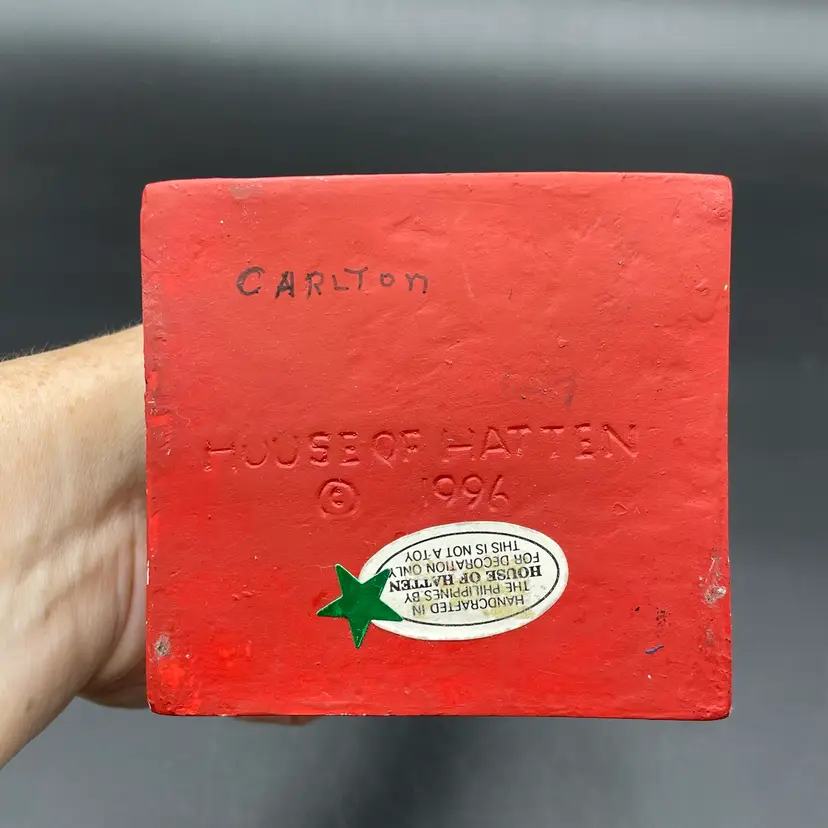 CARLTON
HOUSE OF HATTEN
© 1996
HANDCRAFTED IN
THE PHILIPPINES BY
HOUSE OF HATTEN
FOR DECORATION ONLY
THIS IS NOT A TOY